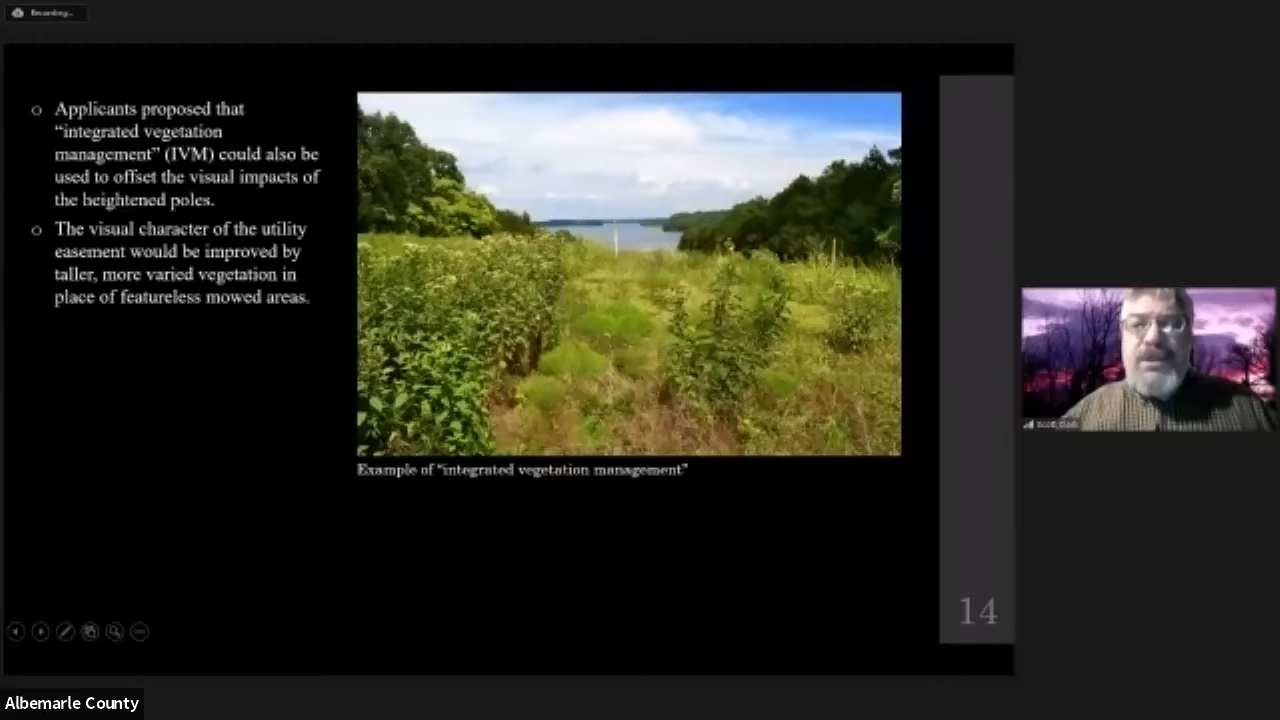 Recording...
Applicants proposed that
“integrated vegetation
management” (IVM) could also be
used to offset the visual impacts of
the heightened poles.
The visual character of the utility
easement would be improved by
taller, more varied vegetation in
place of featureless mowed areas.
Example of “integrated vegetation management”
14
Albemarle County